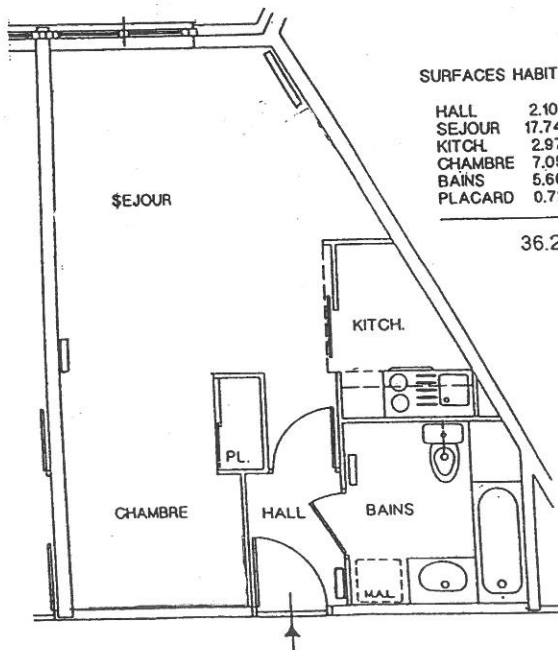 SURFACES HABIT
HALL 2.10
SEJOUR 17.74
KITCH. 2.97
CHAMBRE 7.05
BAINS 5.60
PLACARD 0.7
36.2
SEJOUR
KITCH.
PL.
CHAMBRE
HALL
BAINS
M.A.L.